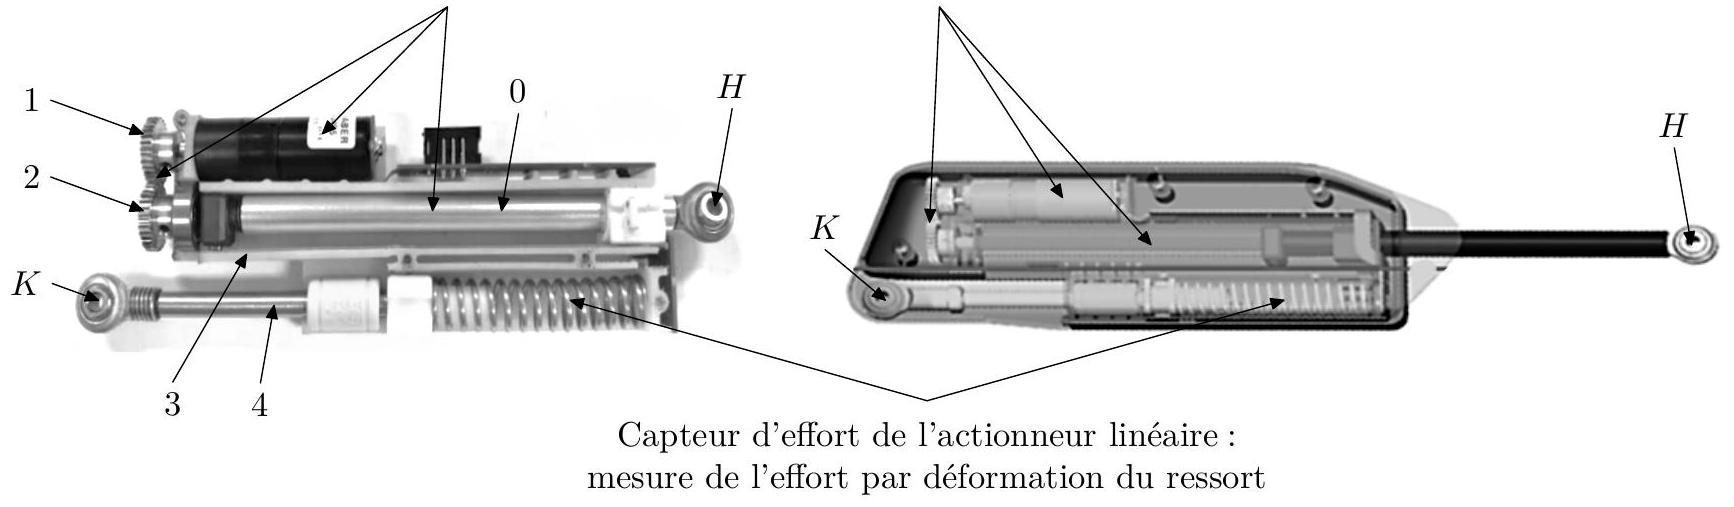 0
H
1
H
2
K
K
3
4
Capteur d'effort de l'actionneur linéaire :
mesure de l'effort par déformation du ressort